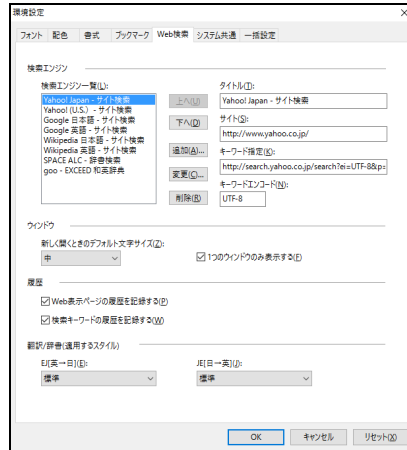 環境設定
フォント 配色 書式 ブックマーク Web検索 システム共通 一括設定
検索エンジン
検索エンジン一覧(L):
Yahoo! Japan - サイト検索
Yahoo! (U.S.) - サイト検索
Google 日本語 - サイト検索
Google 英語 - サイト検索
Wikipedia 日本語 - サイト検索
Wikipedia 英語 - サイト検索
SPACE ALC - 辞書検索
goo - EXCEED 和英辞典
上へ(U)
下へ(D)
追加(A)...
変更(C)...
削除(R)
タイトル(T):
Yahoo! Japan - サイト検索
サイト(S):
http://www.yahoo.co.jp/
キーワード指定(K):
http://search.yahoo.co.jp/search?ei=UTF-8&p=
キーワードエンコード(N):
UTF-8
ウィンドウ
新しく開くときのデフォルト文字サイズ(Z):
中
1つのウィンドウのみ表示する(F)
履歴
Web表示ページの履歴を記録する(P)
検索キーワードの履歴を記録する(W)
翻訳/辞書(適用するスタイル)
EJ[英→日](E):
標準
JE[日→英](J):
標準
OK キャンセル リセット(X)